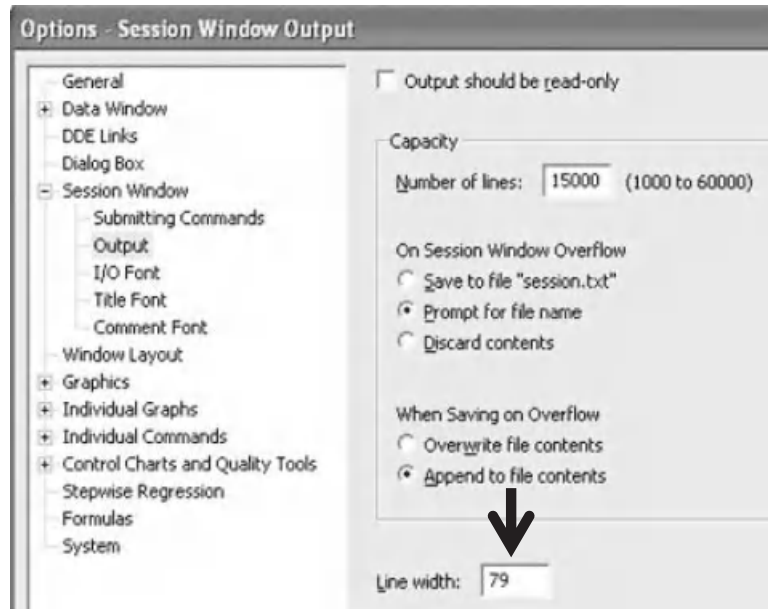 Options - Session Window Output
General
Data Window
DDE Links
Dialog Box
Session Window
Submitting Commands
Output
I/O Font
Title Font
Comment Font
Window Layout
Graphics
Individual Graphs
Individual Commands
Control Charts and Quality Tools
Stepwise Regression
Formulas
System
Output should be read-only
Capacity
Number of lines: 15000 (1000 to 60000)
On Session Window Overflow
Save to file "session.txt"
Prompt for file name
Discard contents
When Saving on Overflow
Overwrite file contents
Append to file contents
Line width: 79